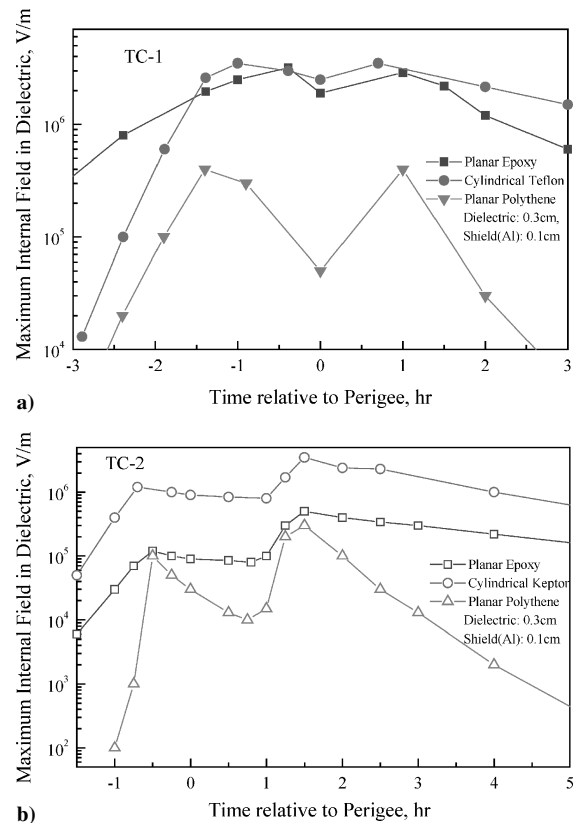 Maximum Internal Field in Dielectric, V/m
TC-1
10^6
10^5
10^4
Planar Epoxy
Cylindrical Teflon
Planar Polythene
Dielectric: 0.3cm,
Shield(Al): 0.1cm
-3 -2 -1 0 1 2 3
Time relative to Perigee, hr
a)
Maximum Internal Field in Dielectric, V/m
TC-2
10^6
10^5
10^4
10^3
10^2
Planar Epoxy
Cylindrical Kepton
Planar Polythene
Dielectric: 0.3cm
Shield(Al): 0.1cm
-1 0 1 2 3 4 5
Time relative to Perigee, hr
b)